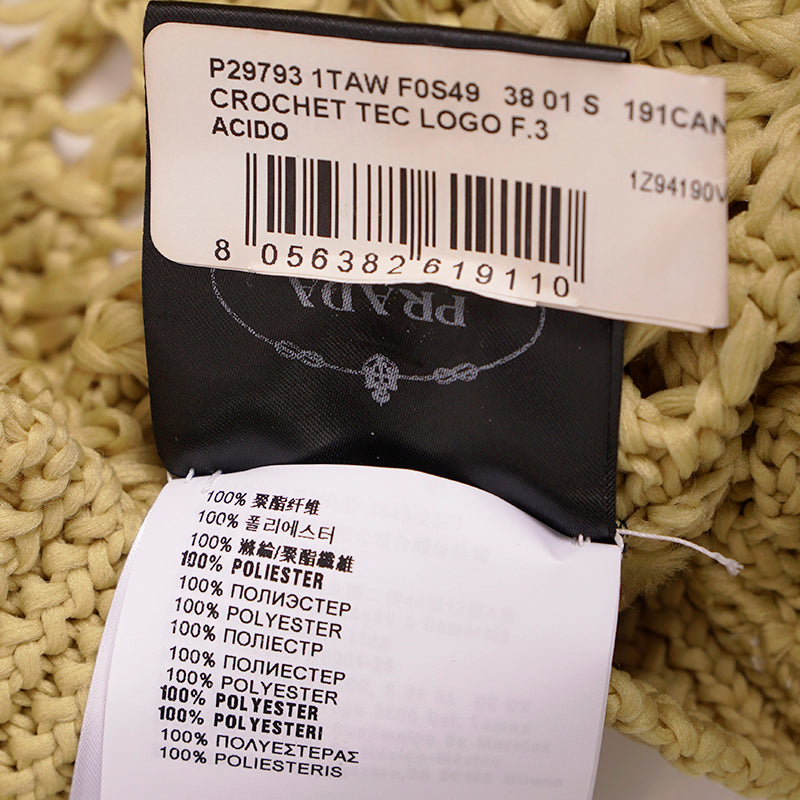 P29793 1TAW F0S49 38 01 S 191CAN
CROCHET TEC LOGO F.3
ACIDO
1Z94190V
8 056382 619110
PRADA
100% 聚酯纤维
100% 폴리에스터
100% 滌綸/聚酯纖維
100% POLIESTER
100% ПОЛИЭСТЕР
100% POLYESTER
100% ПОЛІЕСТР
100% ПОЛИЕСТЕР
100% POLYESTER
100% POLYESTER
100% POLYESTERI
100% ΠΟΛΥΕΣΤΕΡΑΣ
100% POLIESTERIS